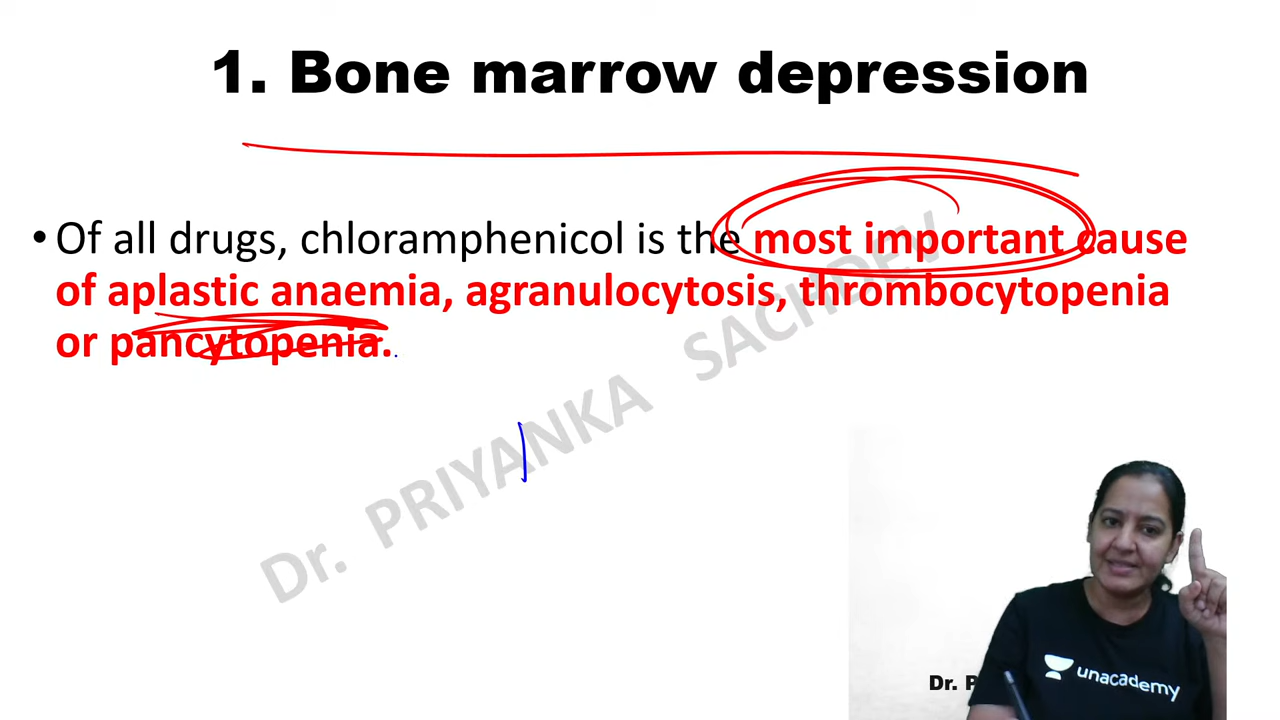 1. Bone marrow depression
• Of all drugs, chloramphenicol is the most important cause
of aplastic anaemia, agranulocytosis, thrombocytopenia
or pancytopenia.
Dr. PRIYANKA SACHDEV
unacademy
Dr. P